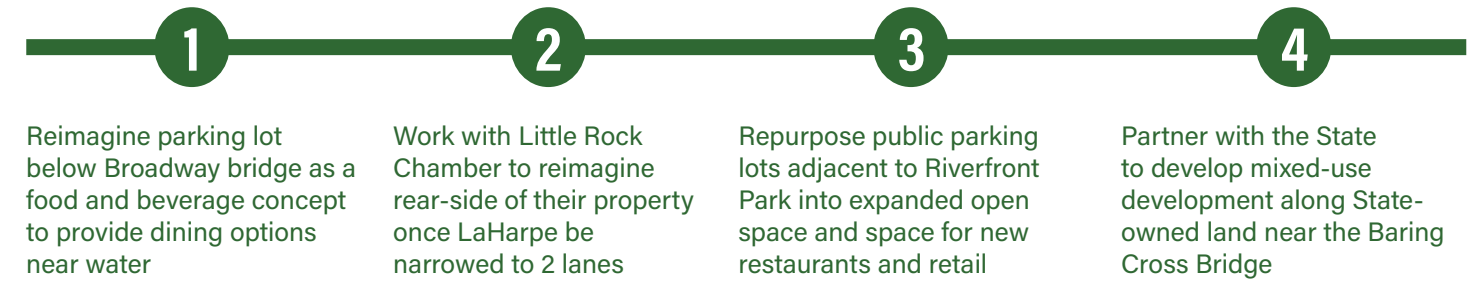 1
2
3
4
Reimagine parking lot
below Broadway bridge as a
food and beverage concept
to provide dining options
near water
Work with Little Rock
Chamber to reimagine
rear-side of their property
once LaHarpe be
narrowed to 2 lanes
Repurpose public parking
lots adjacent to Riverfront
Park into expanded open
space and space for new
restaurants and retail
Partner with the State
to develop mixed-use
development along State-
owned land near the Baring
Cross Bridge